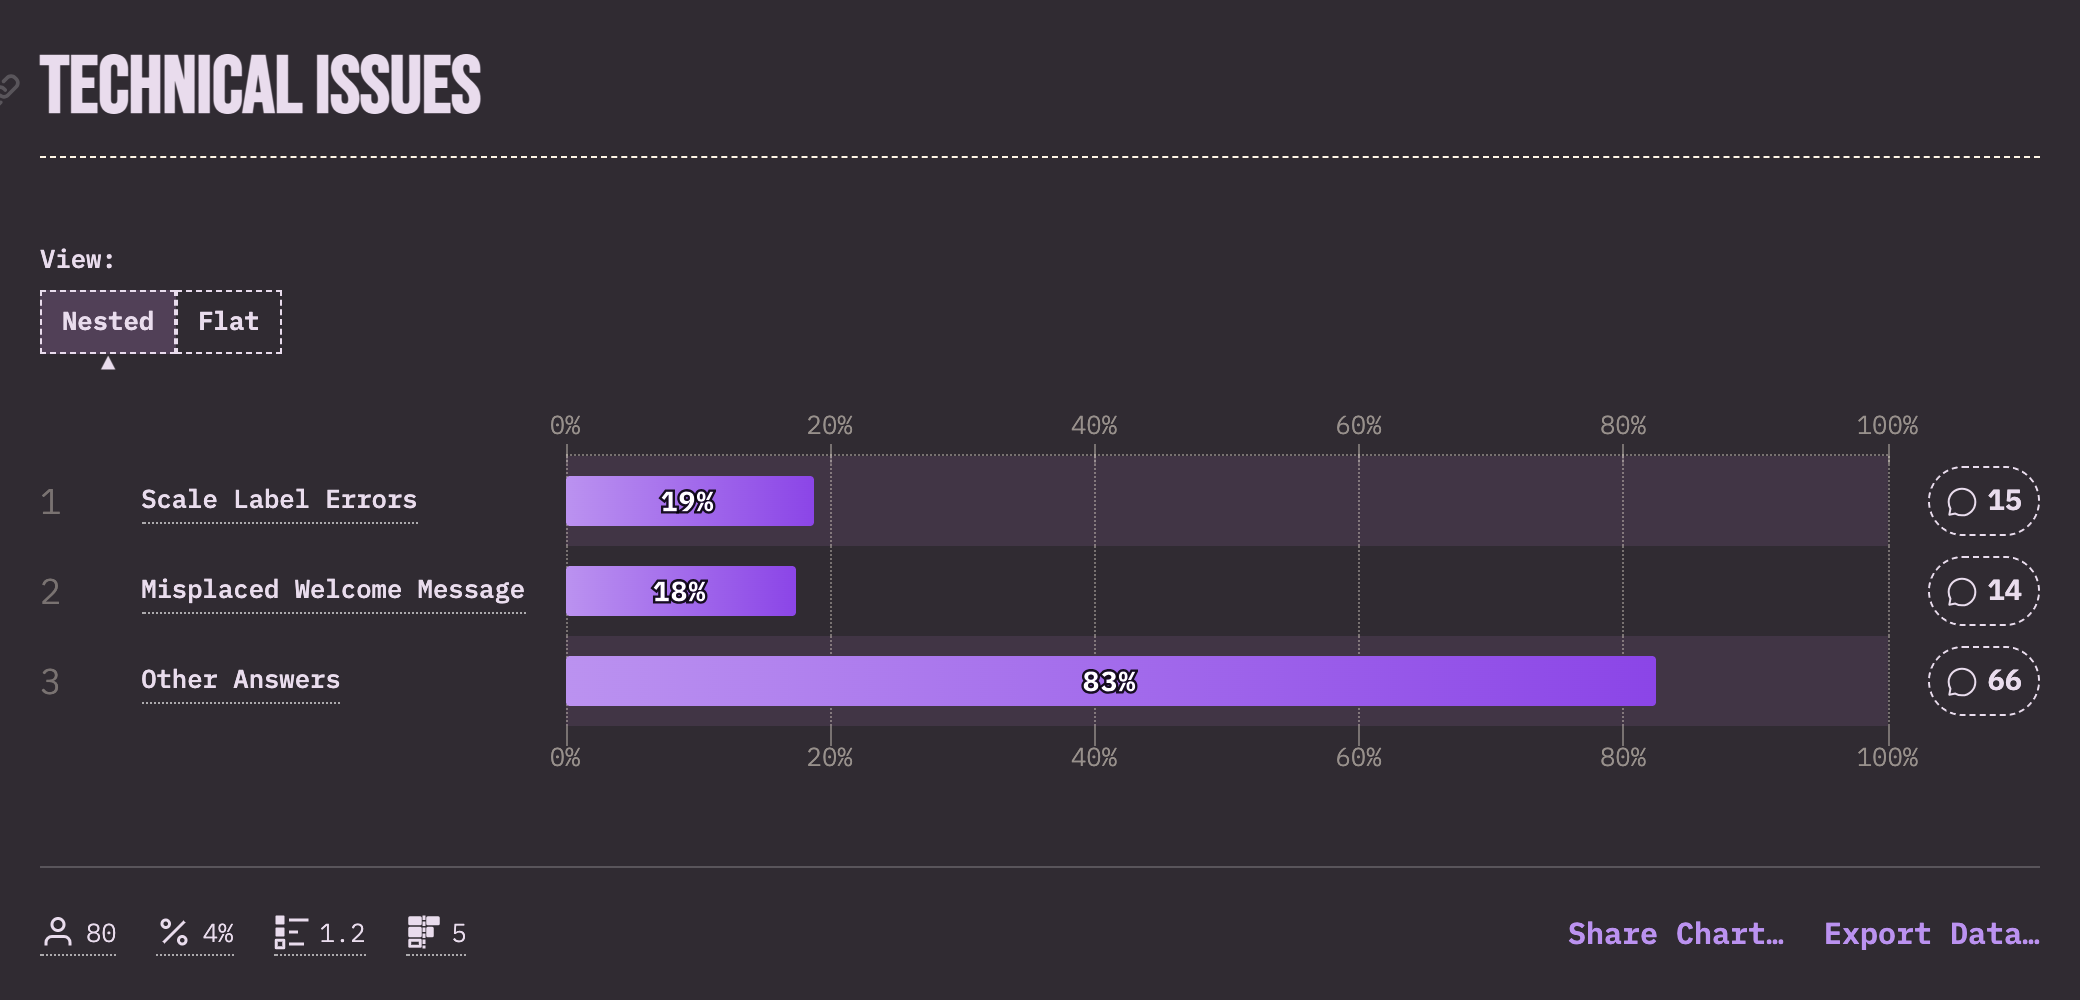 TECHNICAL ISSUES
View:
Nested Flat
0% 20% 40% 60% 80% 100%
1 Scale Label Errors 19% 15
2 Misplaced Welcome Message 18% 14
3 Other Answers 83% 66
0% 20% 40% 60% 80% 100%
80 4% 1.2 5 Share Chart… Export Data…